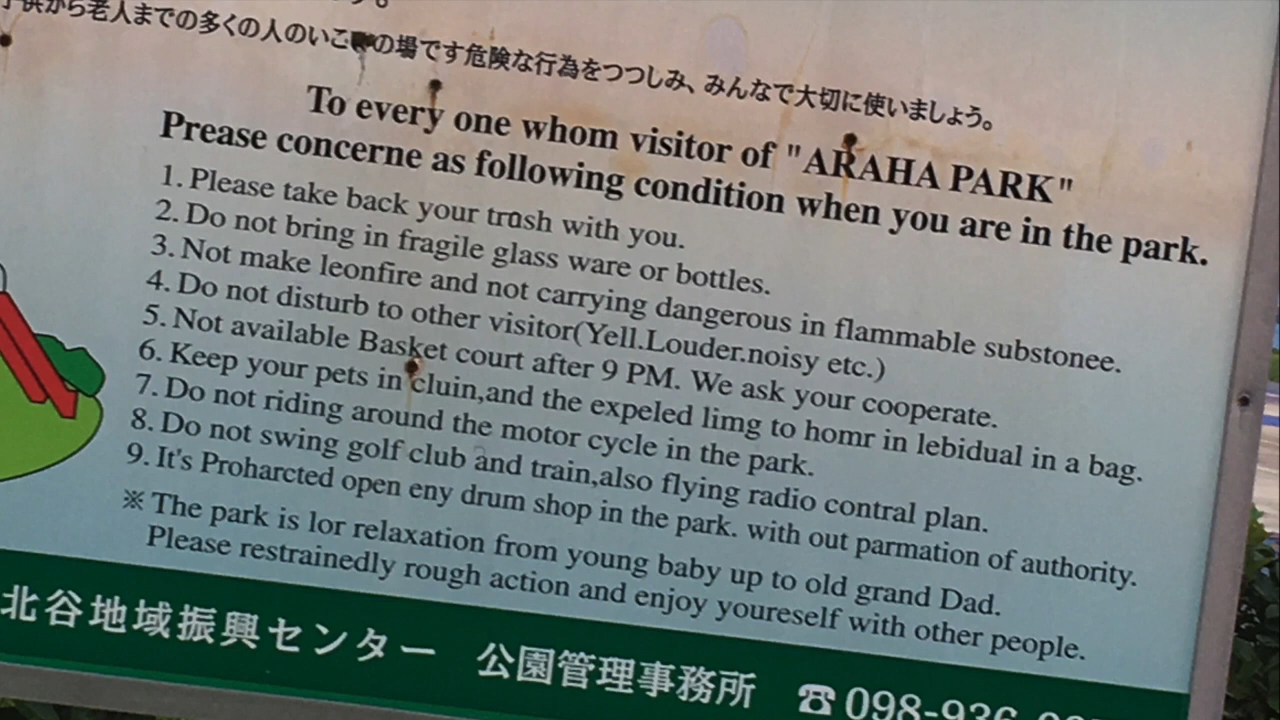 す。
子供から老人までの多くの人のいこの場です危険な行為をつつしみ、みんなで大切に使いましょう。
To every one whom visitor of "ARAHA PARK"
Prease concerne as following condition when you are in the park.
1. Please take back your trush with you.
2. Do not bring in fragile glass ware or bottles.
3. Not make leonfire and not carrying dangerous in flammable substonee.
4. Do not disturb to other visitor(Yell.Louder.noisy etc.)
5. Not available Basket court after 9 PM. We ask your cooperate.
6. Keep your pets in cluin,and the expeled limg to homr in lebidual in a bag.
7. Do not riding around the motor cycle in the park.
8. Do not swing golf club and train,also flying radio contral plan.
9. It's Proharcted open eny drum shop in the park. with out parmation of authority.
※ The park is lor relaxation from young baby up to old grand Dad.
Please restrainedly rough action and enjoy youreself with other people.
北谷地域振興センター 公園管理事務所 ☎098-936-